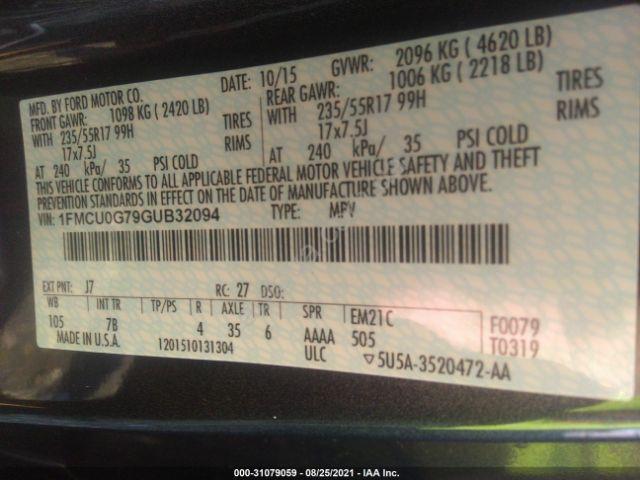 MFD. BY FORD MOTOR CO. DATE: 10/15 GVWR: 2096 KG ( 4620 LB)
FRONT GAWR: 1098 KG ( 2420 LB) REAR GAWR: 1006 KG ( 2218 LB)
WITH 235/55R17 99H TIRES WITH 235/55R17 99H TIRES
17x7.5J RIMS 17x7.5J RIMS
AT 240 kPa/ 35 PSI COLD AT 240 kPa/ 35 PSI COLD
THIS VEHICLE CONFORMS TO ALL APPLICABLE FEDERAL MOTOR VEHICLE SAFETY AND THEFT
PREVENTION STANDARDS IN EFFECT ON THE DATE OF MANUFACTURE SHOWN ABOVE.
VIN: 1FMCU0G79GUB32094 TYPE: MPV
EXT PNT: J7 RC: 27 DSO:
WB INT TR TP/PS R AXLE TR SPR EM21C F0079
105 7B 4 35 6 AAAA 505 T0319
MADE IN U.S.A. 1201510131304 ULC ▽5U5A-3520472-AA
000-31079059 - 08/25/2021 - IAA Inc.